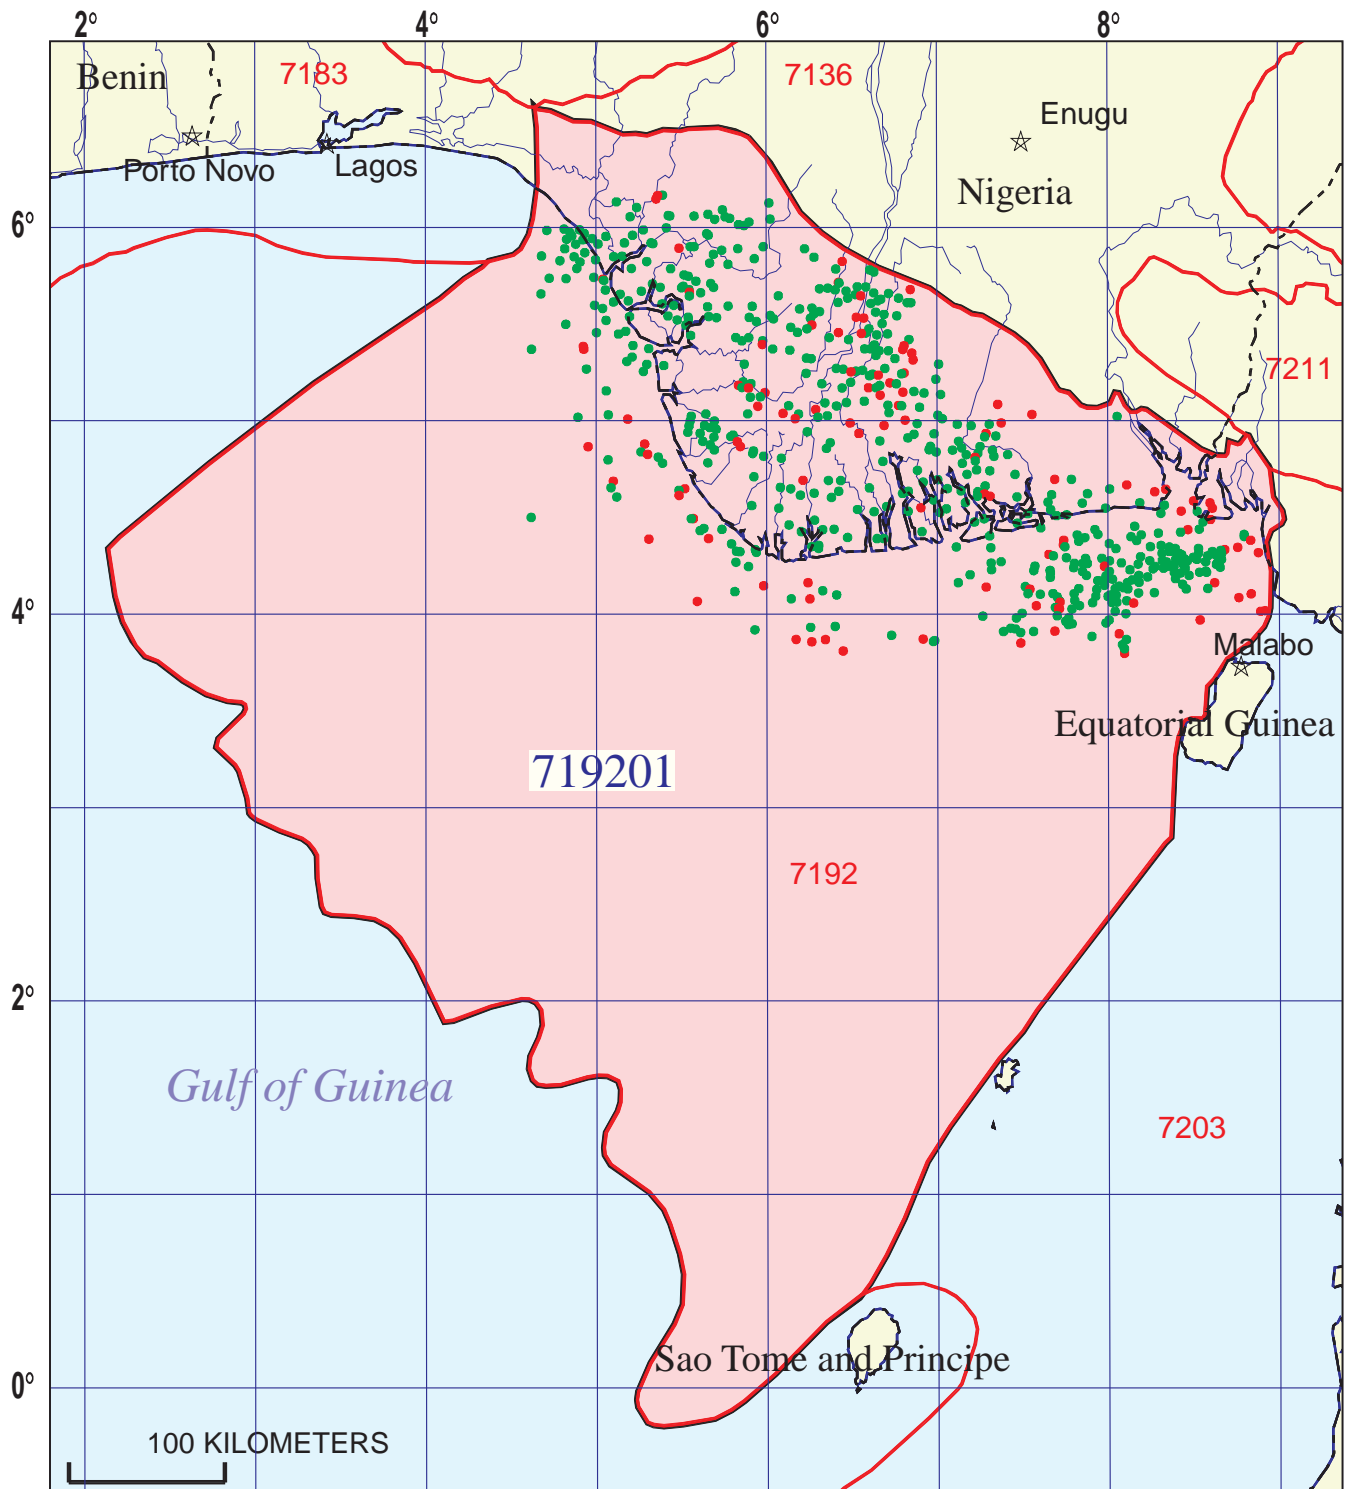 2° 4° 6° 8°
Benin
7183
7136
Enugu
Porto Novo
Lagos
Nigeria
6°
7211
4°
Malabo
Equatorial Guinea
719201
7192
2°
Gulf of Guinea
7203
Sao Tome and Principe
0°
100 KILOMETERS